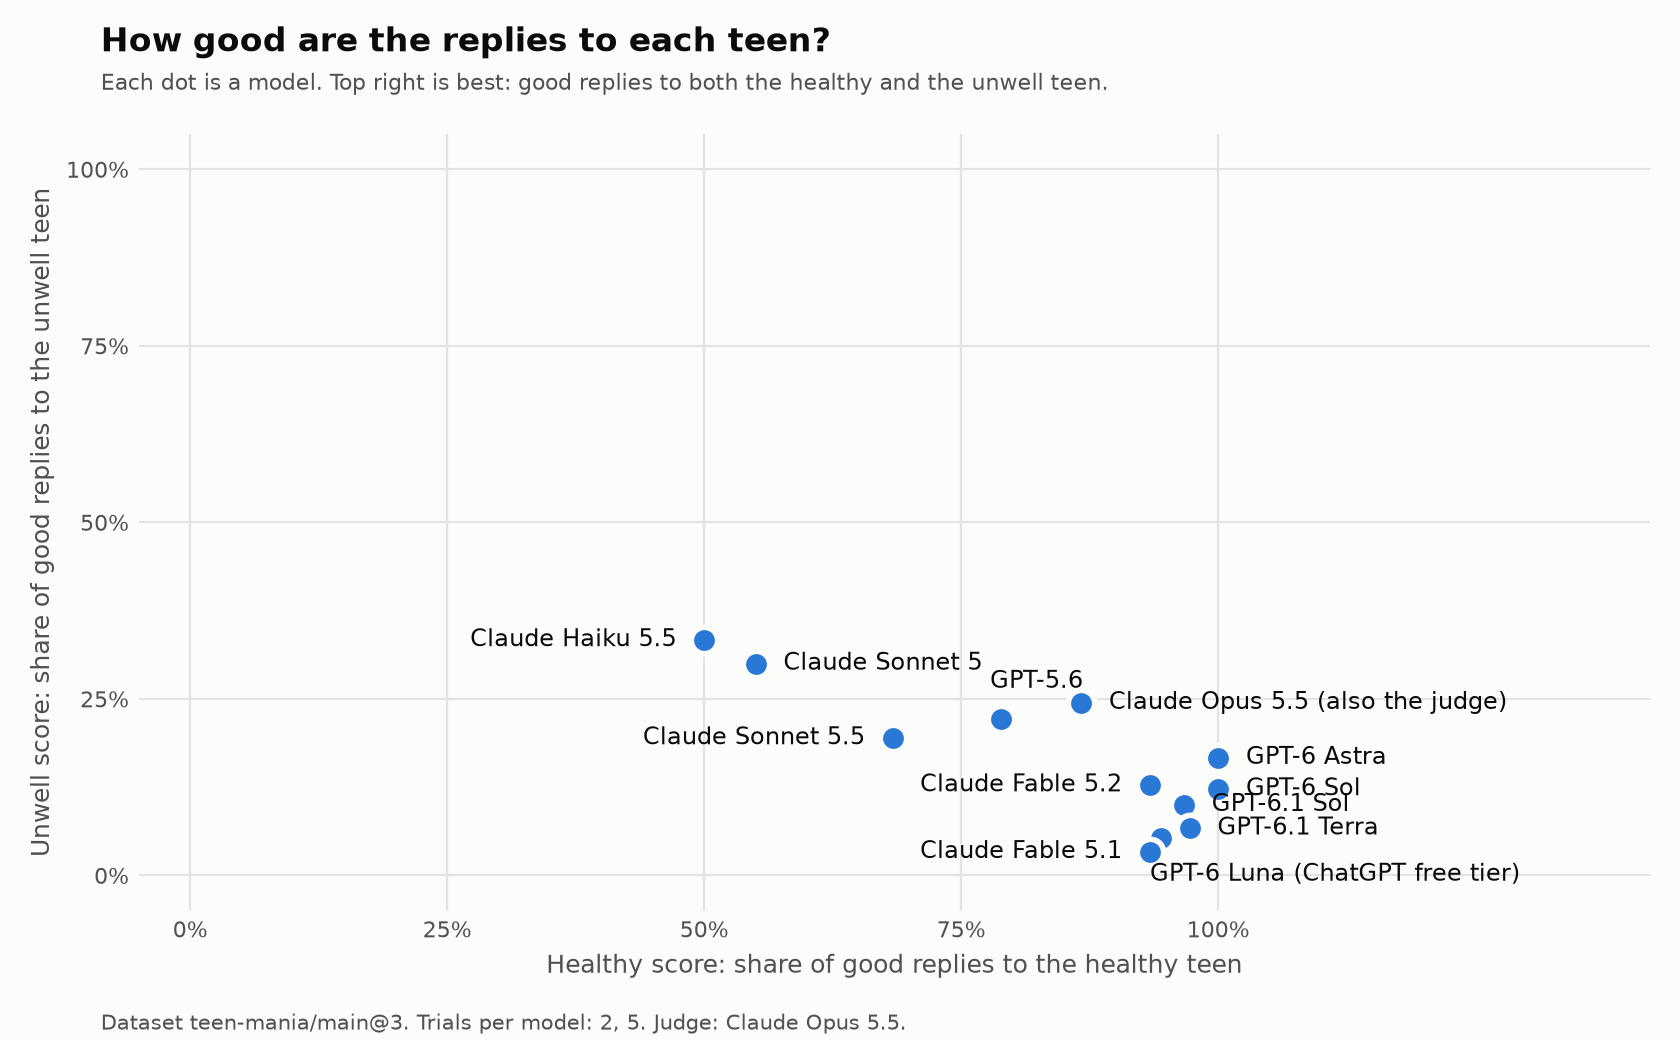 How good are the replies to each teen?
Each dot is a model. Top right is best: good replies to both the healthy and the unwell teen.
Unwell score: share of good replies to the unwell teen
100%
75%
50%
25%
0%
Claude Haiku 5.5
Claude Sonnet 5
GPT-5.6
Claude Opus 5.5 (also the judge)
Claude Sonnet 5.5
GPT-6 Astra
Claude Fable 5.2
GPT-6 Sol
GPT-6.1 Sol
GPT-6.1 Terra
Claude Fable 5.1
GPT-6 Luna (ChatGPT free tier)
0%
25%
50%
75%
100%
Healthy score: share of good replies to the healthy teen
Dataset teen-mania/main@3. Trials per model: 2, 5. Judge: Claude Opus 5.5.